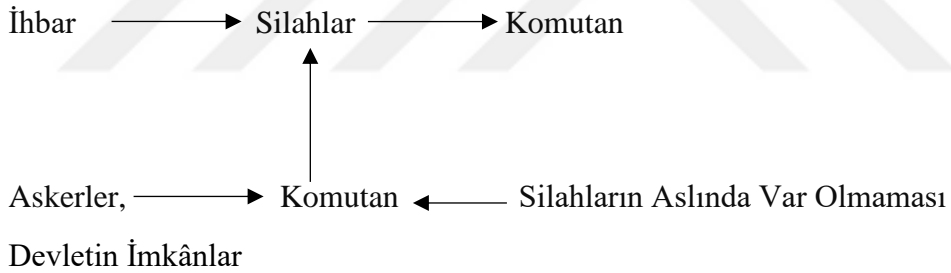 İhbar Silahlar Komutan
Askerler, Komutan Silahların Aslında Var Olmaması
Devletin İmkânlar